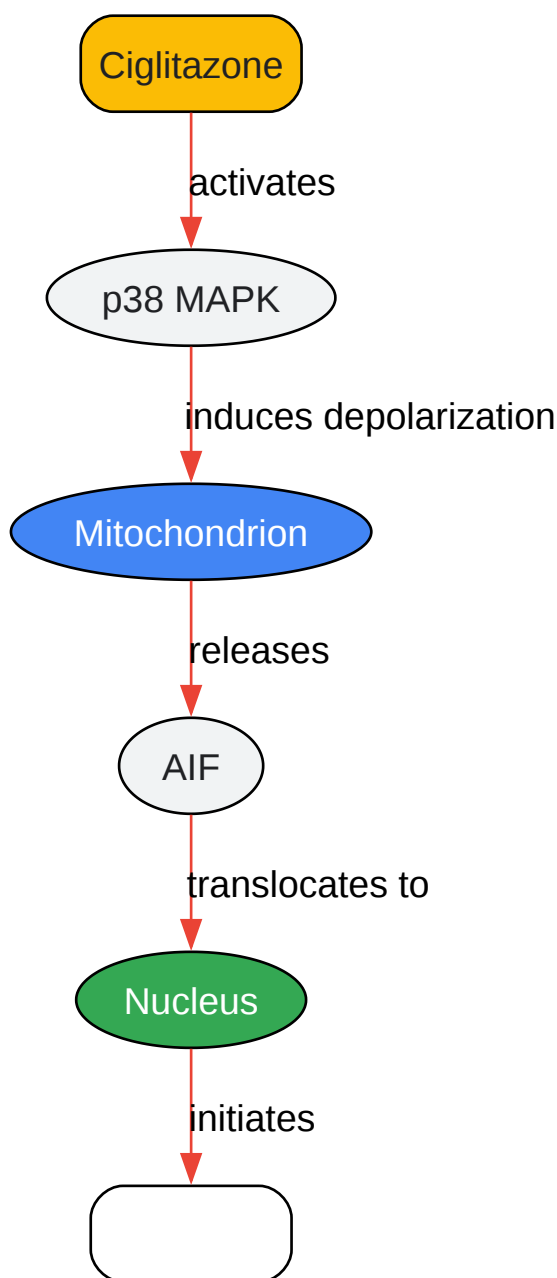 Ciglitazone
activates
p38 MAPK
induces depolarization
Mitochondrion
releases
AIF
translocates to
Nucleus
initiates